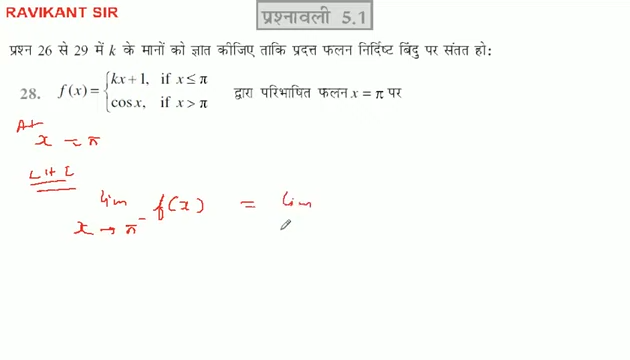 RAVIKANT SIR
प्रश्नावली 5.1
प्रश्न 26 से 29 में k के मानों को ज्ञात कीजिए ताकि प्रदत्त फलन निर्दिष्ट बिंदु पर संतत हो:
28. f(x) = { kx + 1, if x ≤ π
cos x, if x > π द्वारा परिभाषित फलन x = π पर
At
x = π
LHL
lim f(x) = lim
x → π⁻